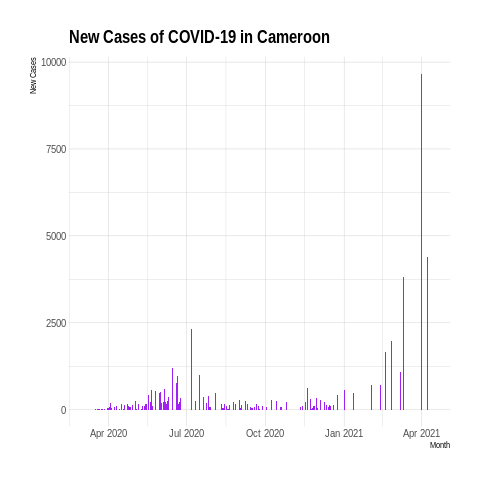 New Cases of COVID-19 in Cameroon
New Cases
10000
7500
5000
2500
0
Apr 2020 Jul 2020 Oct 2020 Jan 2021 Apr 2021
Month